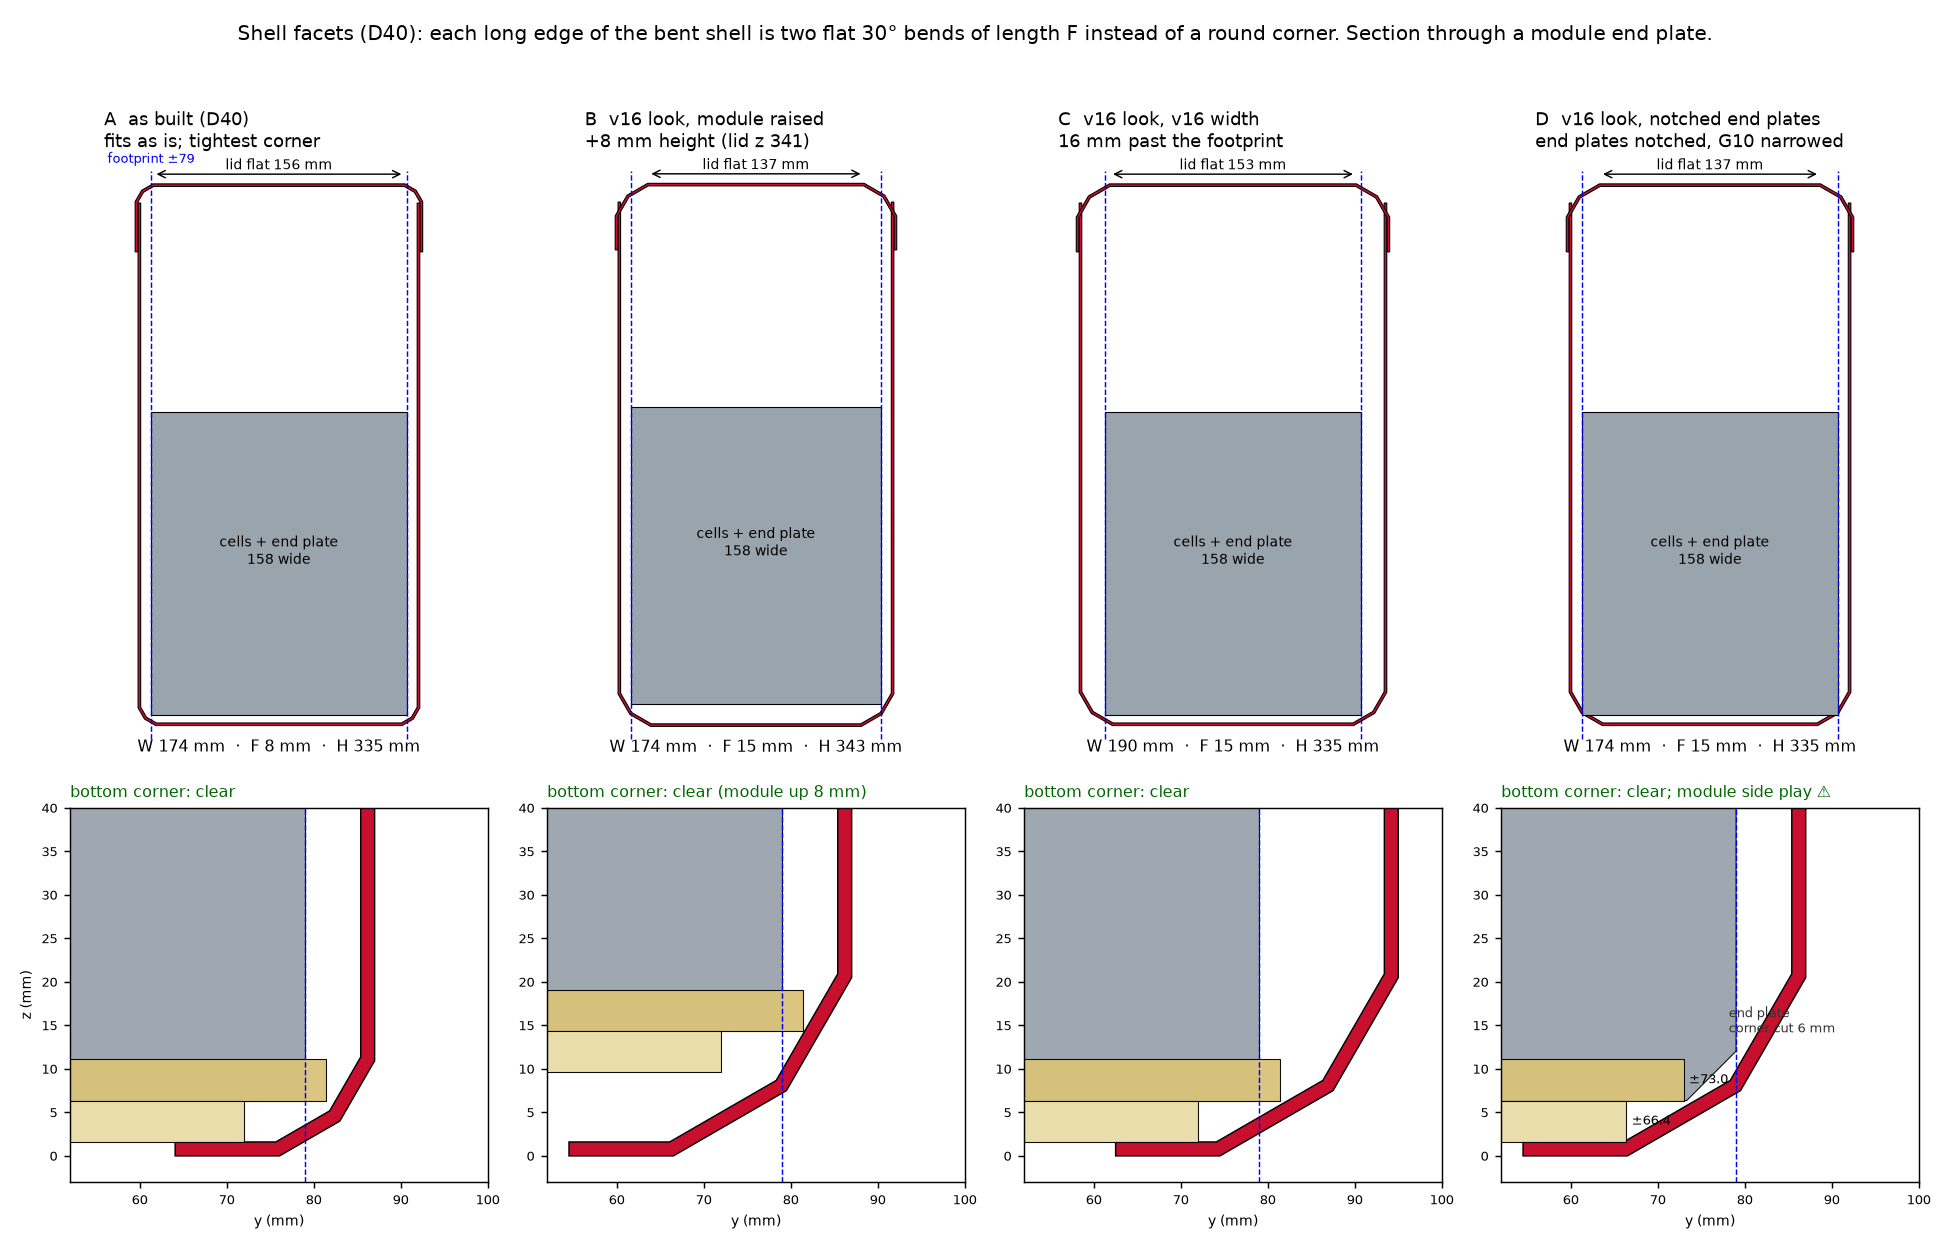 Shell facets (D40): each long edge of the bent shell is two flat 30° bends of length F instead of a round corner. Section through a module end plate.
A  as built (D40)
fits as is; tightest corner
footprint ±79
lid flat 156 mm
cells + end plate
158 wide
W 174 mm  ·  F 8 mm  ·  H 335 mm
B  v16 look, module raised
+8 mm height (lid z 341)
lid flat 137 mm
cells + end plate
158 wide
W 174 mm  ·  F 15 mm  ·  H 343 mm
C  v16 look, v16 width
16 mm past the footprint
lid flat 153 mm
cells + end plate
158 wide
W 190 mm  ·  F 15 mm  ·  H 335 mm
D  v16 look, notched end plates
end plates notched, G10 narrowed
lid flat 137 mm
cells + end plate
158 wide
W 174 mm  ·  F 15 mm  ·  H 335 mm
bottom corner: clear
40
35
30
25
20
15
10
5
0
z (mm)
60 70 80 90 100
y (mm)
bottom corner: clear (module up 8 mm)
40
35
30
25
20
15
10
5
0
60 70 80 90 100
y (mm)
bottom corner: clear
40
35
30
25
20
15
10
5
0
60 70 80 90 100
y (mm)
bottom corner: clear; module side play ⚠
40
35
30
25
20
15
10
5
0
end plate
corner cut 6 mm
±73.0
±66.4
60 70 80 90 100
y (mm)